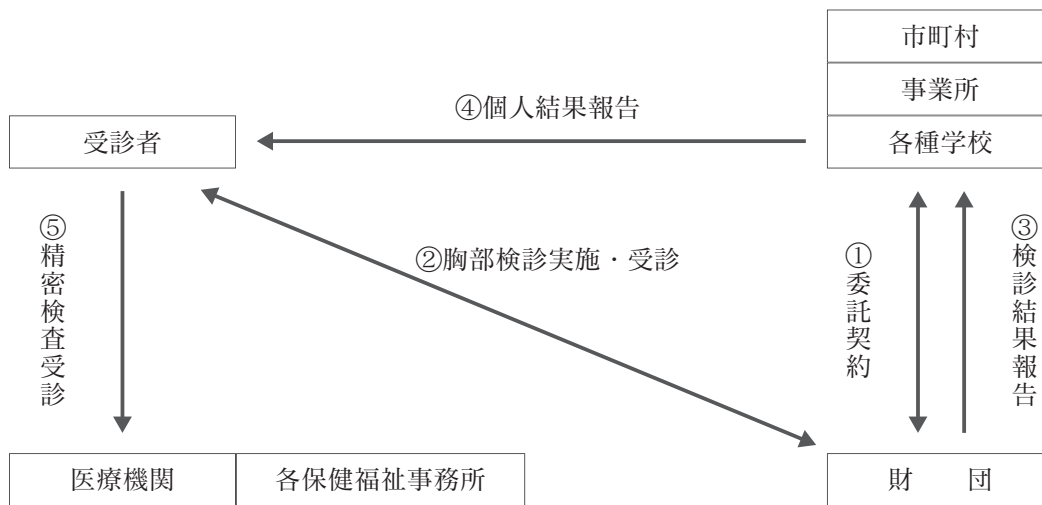 市町村
事業所
各種学校
④個人結果報告
受診者
②胸部検診実施・受診
⑤精密検査受診
①委託契約
③検診結果報告
医療機関
各保健福祉事務所
財　　団